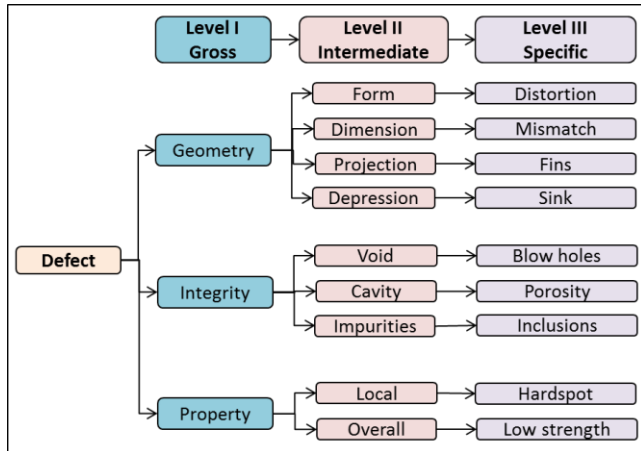 Level I
Gross
Level II
Intermediate
Level III
Specific
Defect
Geometry
Form
Distortion
Dimension
Mismatch
Projection
Fins
Depression
Sink
Integrity
Void
Blow holes
Cavity
Porosity
Impurities
Inclusions
Property
Local
Hardspot
Overall
Low strength